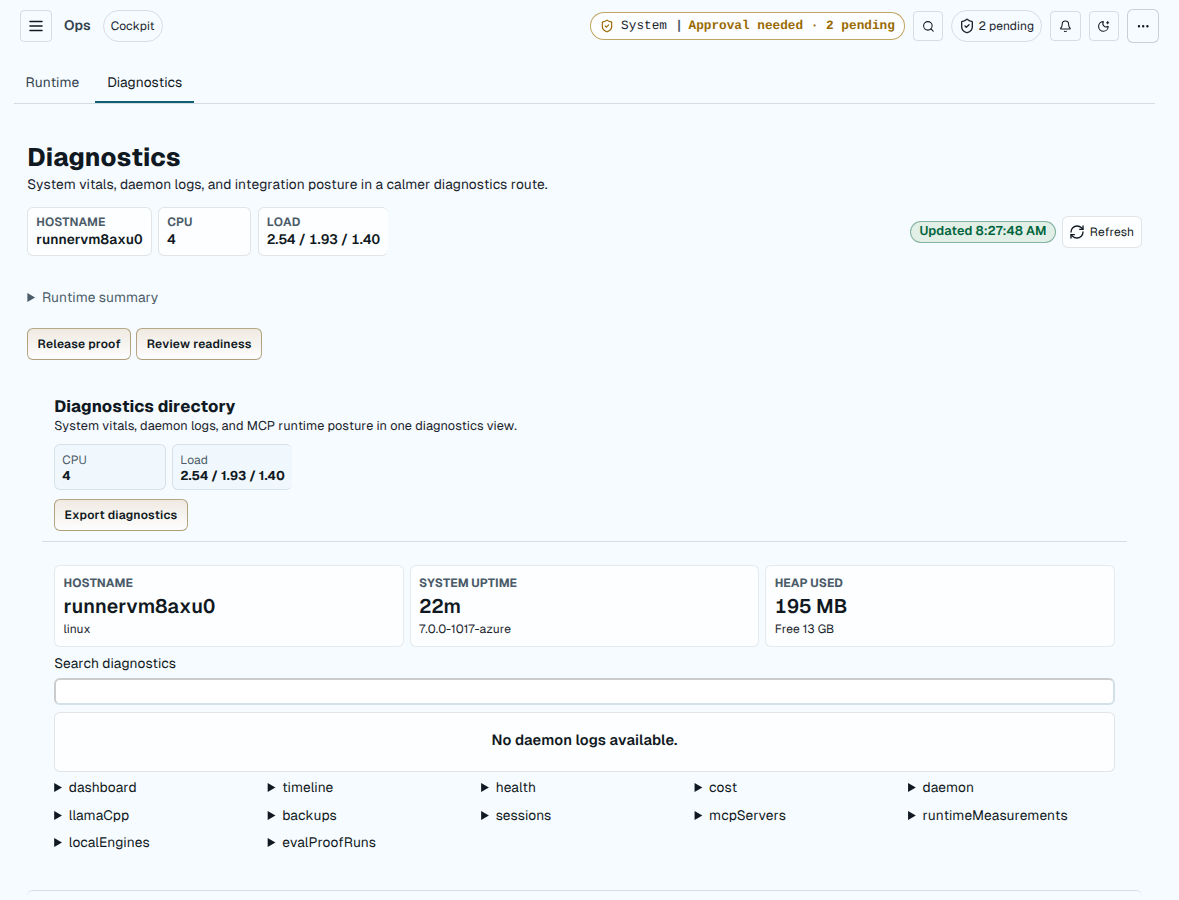 Ops Cockpit System | Approval needed · 2 pending 2 pending
Runtime Diagnostics
Diagnostics
System vitals, daemon logs, and integration posture in a calmer diagnostics route.
HOSTNAME CPU LOAD
runnervm8axu0 4 2.54 / 1.93 / 1.40
Updated 8:27:48 AM Refresh
Runtime summary
Release proof Review readiness
Diagnostics directory
System vitals, daemon logs, and MCP runtime posture in one diagnostics view.
CPU Load
4 2.54 / 1.93 / 1.40
Export diagnostics
HOSTNAME SYSTEM UPTIME HEAP USED
runnervm8axu0 22m 195 MB
linux 7.0.0-1017-azure Free 13 GB
Search diagnostics
No daemon logs available.
dashboard timeline health cost daemon
llamaCpp backups sessions mcpServers runtimeMeasurements
localEngines evalProofRuns